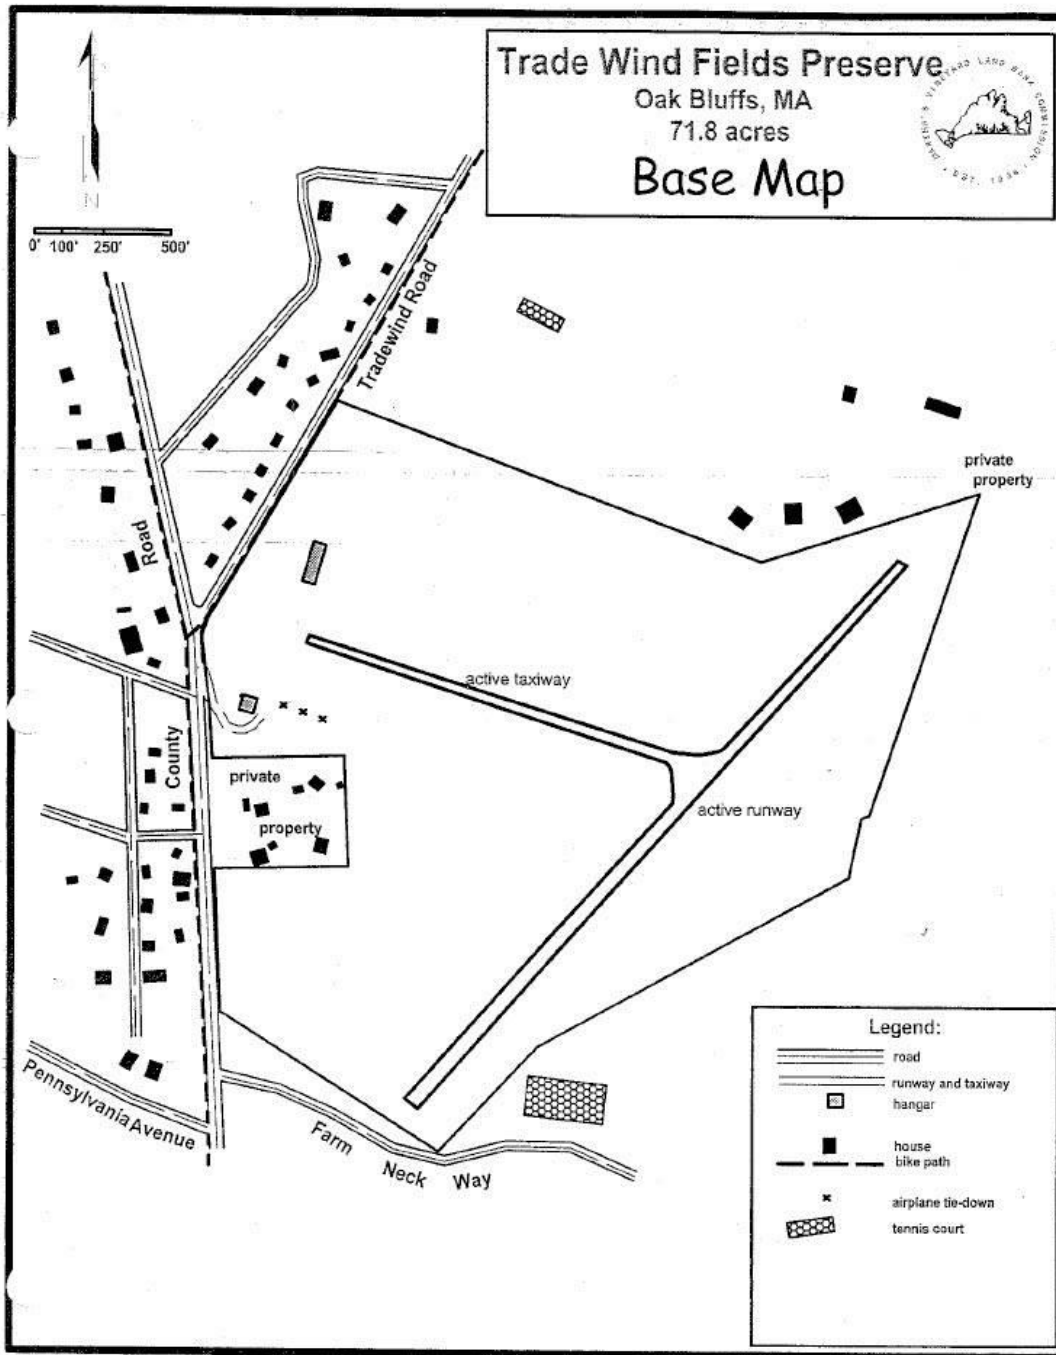 Trade Wind Fields Preserve
Oak Bluffs, MA
71.8 acres
Base Map
N
0' 100' 250' 500'
Tradewind Road
private
property
Road
active taxiway
County
private
property
active runway
Pennsylvania Avenue
Farm Neck Way
Legend:
road
runway and taxiway
hangar
house
bike path
airplane tie-down
tennis court